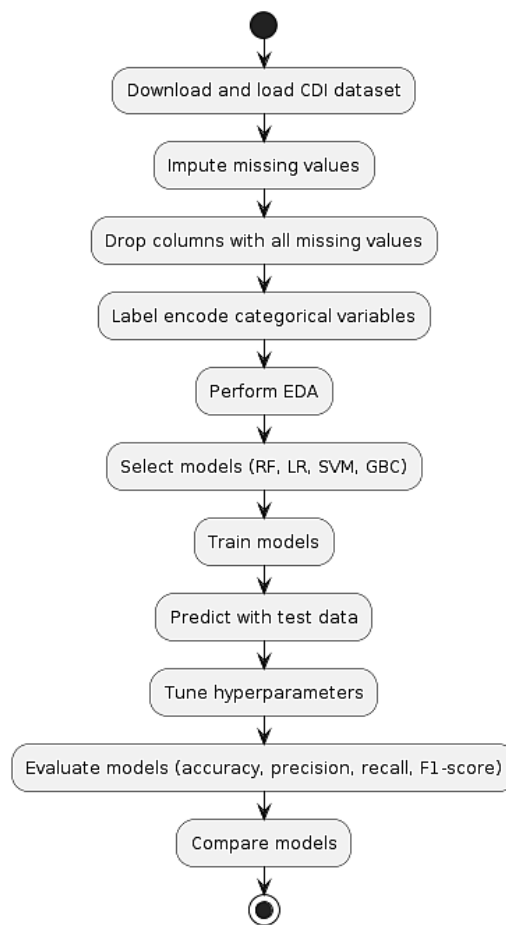 Download and load CDI dataset
Impute missing values
Drop columns with all missing values
Label encode categorical variables
Perform EDA
Select models (RF, LR, SVM, GBC)
Train models
Predict with test data
Tune hyperparameters
Evaluate models (accuracy, precision, recall, F1-score)
Compare models